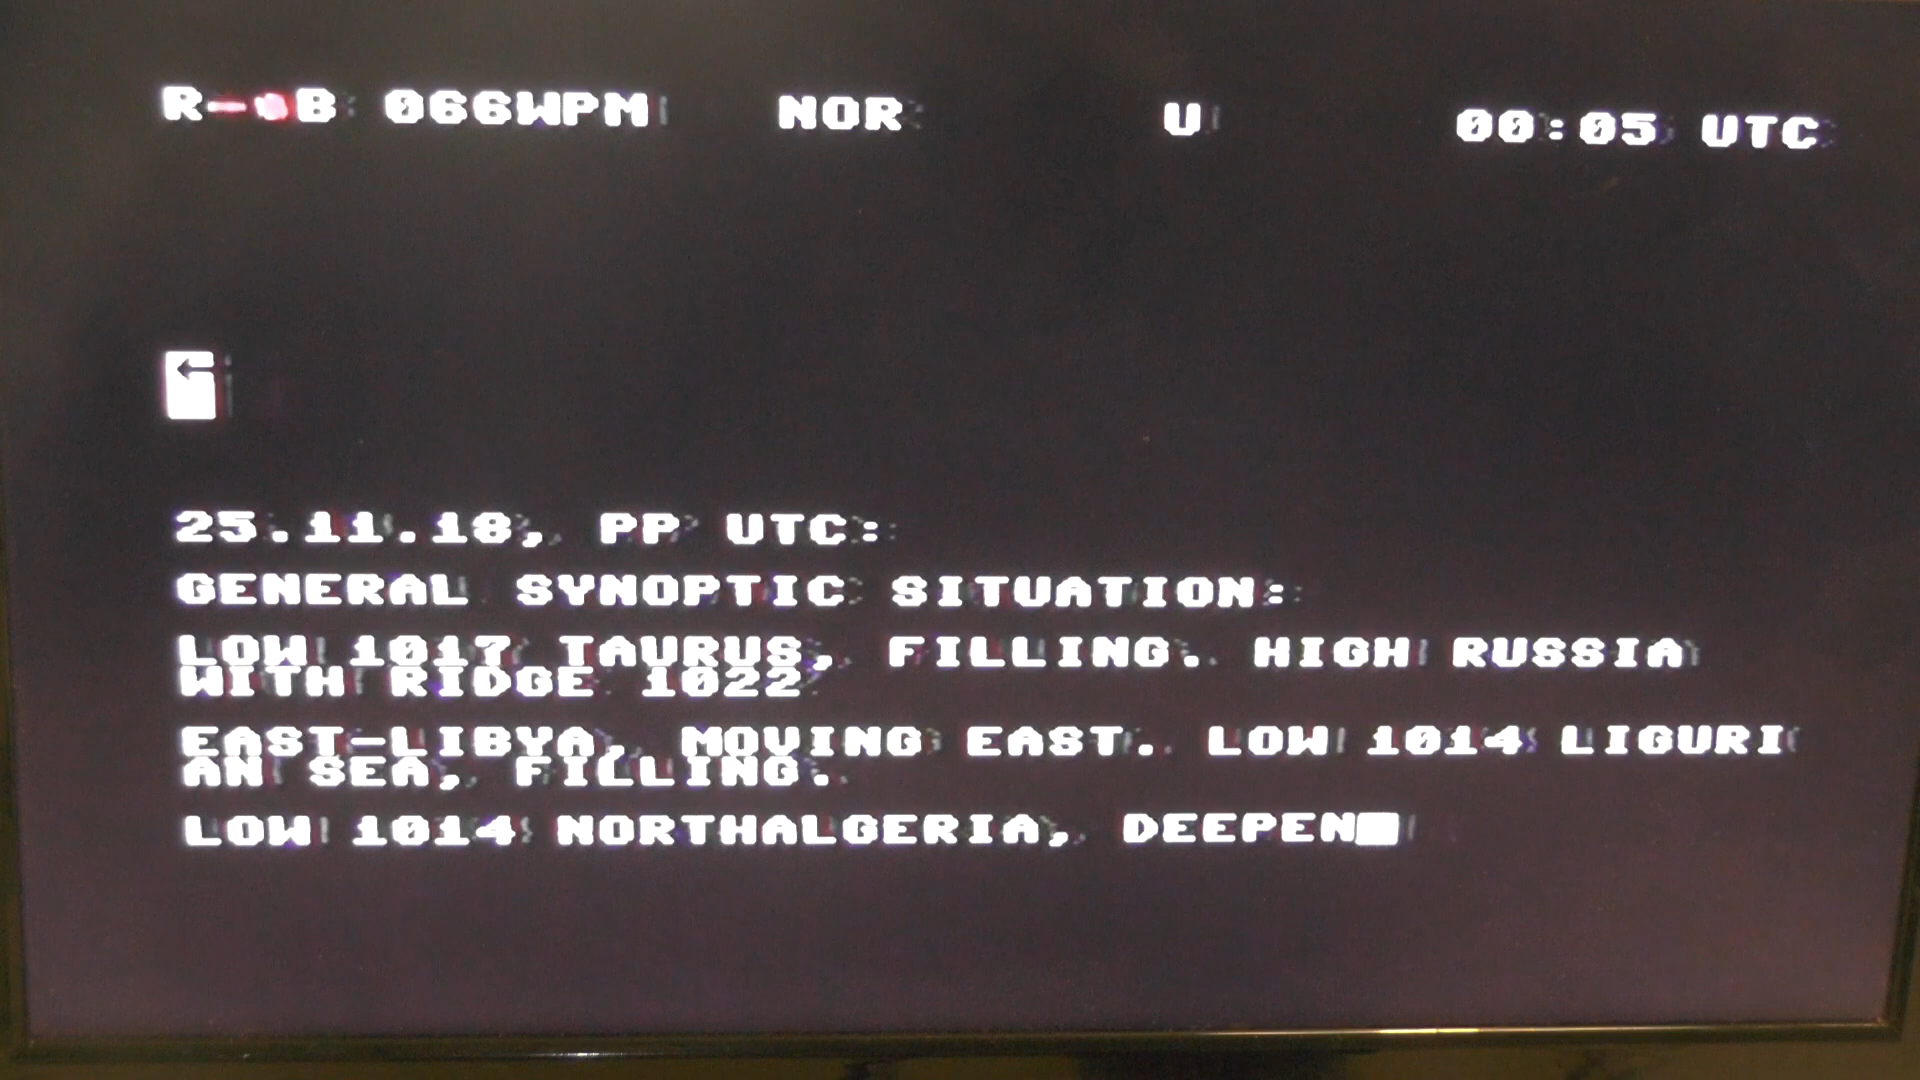 R-B 066WPM NOR U 00:05 UTC
←
25.11.18, PP UTC:
GENERAL SYNOPTIC SITUATION:
LOW 1017 TAURUS, FILLING. HIGH RUSSIA
WITH RIDGE 1022
EAST-LIBYA, MOVING EAST. LOW 1014 LIGURI
AN SEA, FILLING.
LOW 1014 NORTHALGERIA, DEEPEN